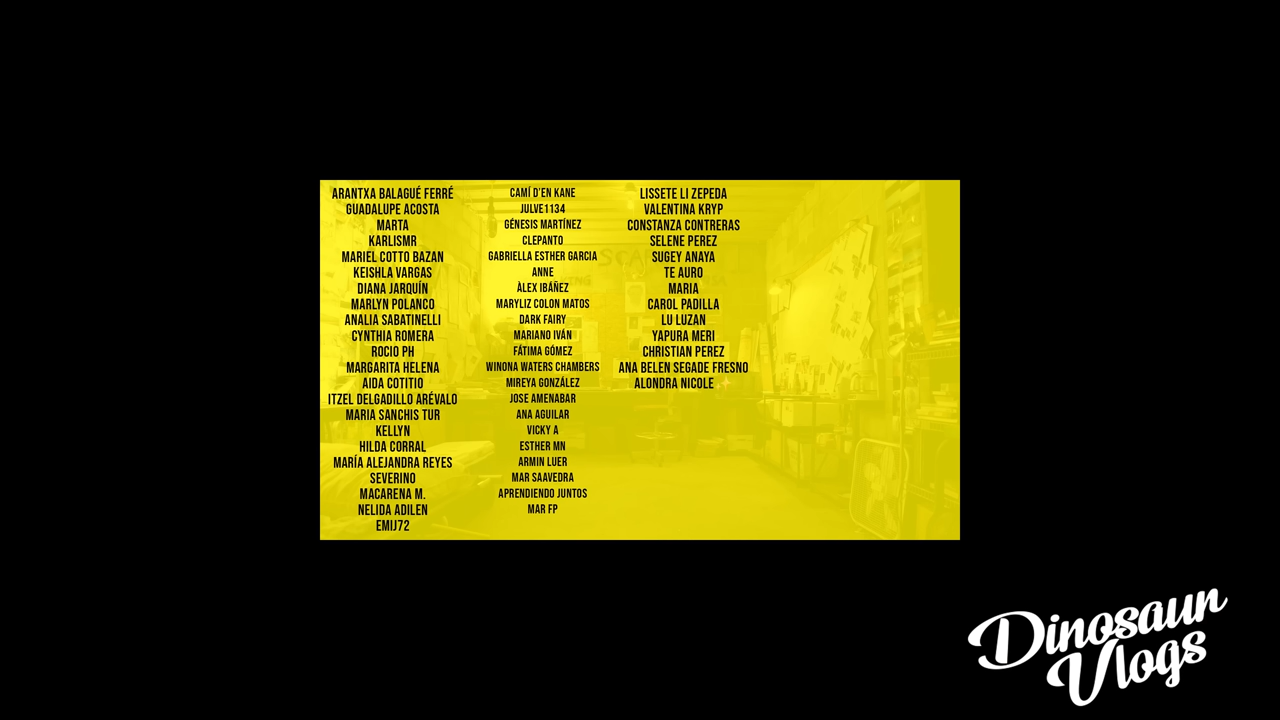 ARANTXA BALAGUÉ FERRÉ
GUADALUPE ACOSTA
MARTA
KARLISMR
MARIEL COTTO BAZAN
KEISHLA VARGAS
DIANA JARQUÍN
MARLYN POLANCO
ANALIA SABATINELLI
CYNTHIA ROMERA
ROCIO PH
MARGARITA HELENA
AIDA COTITIO
ITZEL DELGADILLO ARÉVALO
MARIA SANCHIS TUR
KELLYN
HILDA CORRAL
MARÍA ALEJANDRA REYES
SEVERINO
MACARENA M.
NELIDA ADILEN
EMIJ72
CAMÍ D'EN KANE
JULVE1134
GÉNESIS MARTÍNEZ
CLEPANTO
GABRIELLA ESTHER GARCIA
ANNE
ÀLEX IBÁÑEZ
MARYLIZ COLON MATOS
DARK FAIRY
MARIANO IVÁN
FÁTIMA GÓMEZ
WINONA WATERS CHAMBERS
MIREYA GONZÁLEZ
JOSE AMENABAR
ANA AGUILAR
VICKY A
ESTHER MN
ARMIN LUER
MAR SAAVEDRA
APRENDIENDO JUNTOS
MAR FP
LISSETE LI ZEPEDA
VALENTINA KRYP
CONSTANZA CONTRERAS
SELENE PEREZ
SUGEY ANAYA
TE AURO
MARIA
CAROL PADILLA
LU LUZAN
YAPURA MERI
CHRISTIAN PEREZ
ANA BELEN SEGADE FRESNO
ALONDRA NICOLE
Dinosaur
Vlogs